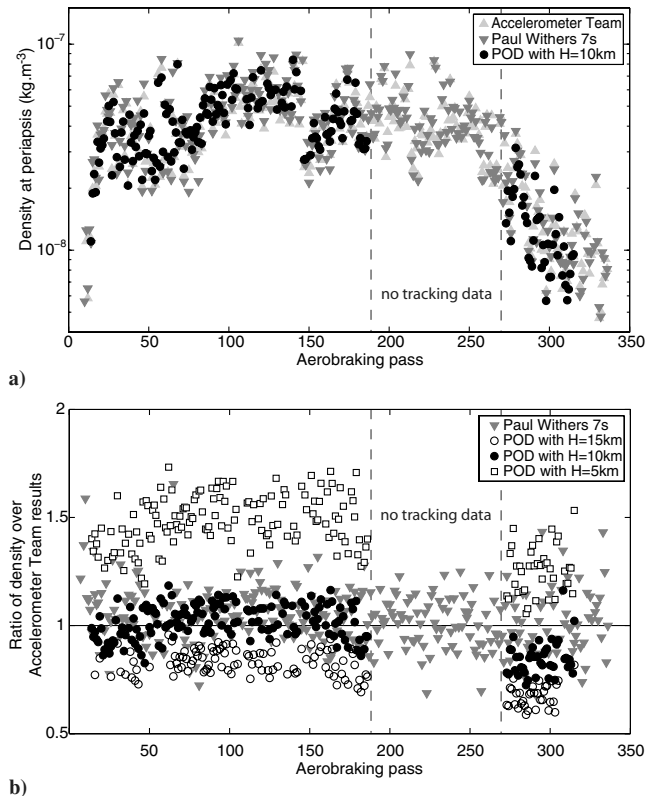 Density at periapsis (kg.m⁻³)
10⁻⁷
10⁻⁸
Accelerometer Team
Paul Withers 7s
POD with H=10km
no tracking data
0 50 100 150 200 250 300 350
Aerobraking pass
a)
Ratio of density over
Accelerometer Team results
2
1.5
1
0.5
Paul Withers 7s
POD with H=15km
POD with H=10km
POD with H=5km
no tracking data
50 100 150 200 250 300 350
Aerobraking pass
b)